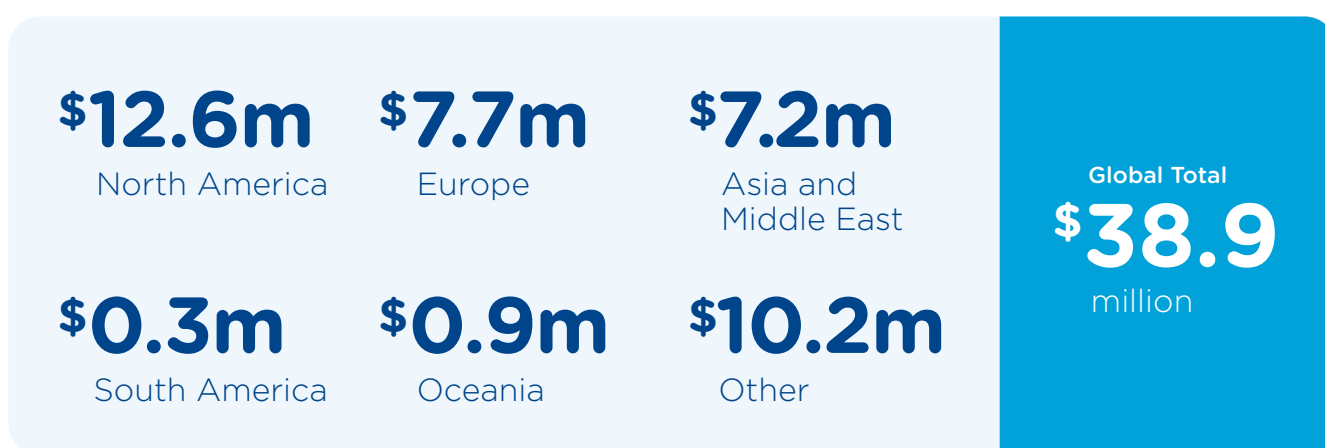 $12.6m
North America
$7.7m
Europe
$7.2m
Asia and
Middle East
$0.3m
South America
$0.9m
Oceania
$10.2m
Other
Global Total
$38.9
million